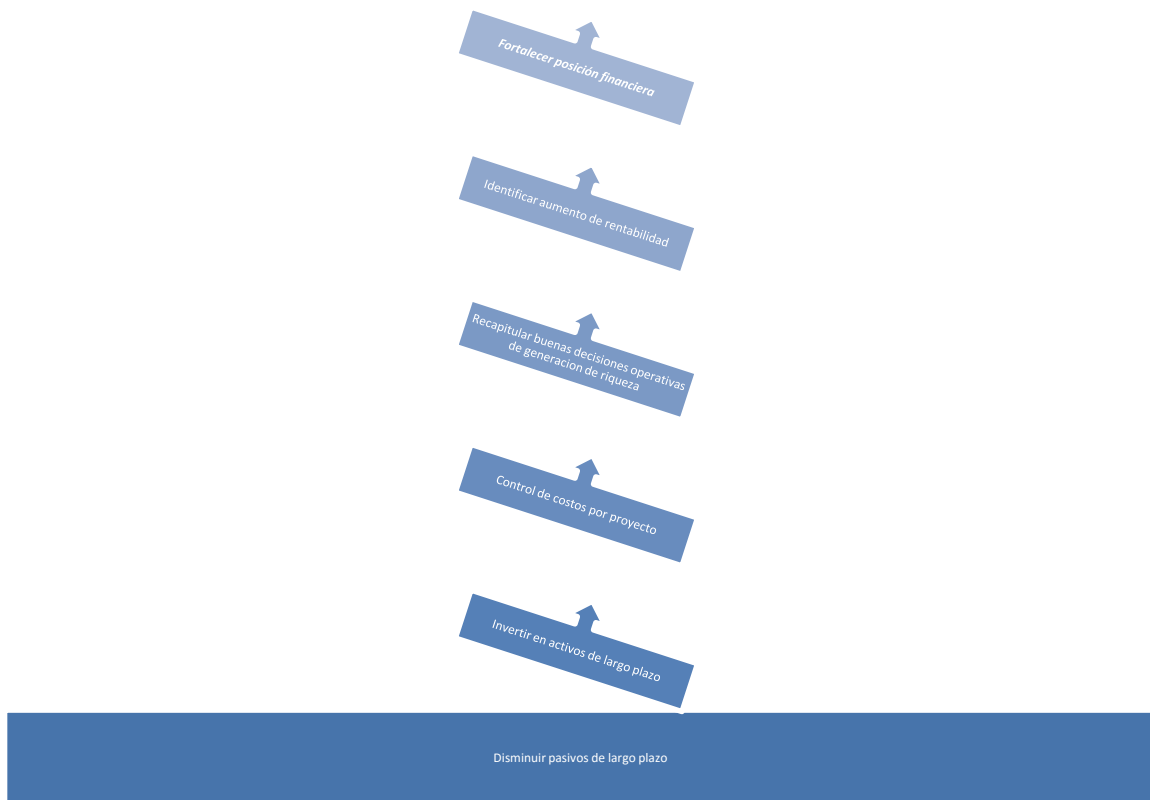 Fortalecer posición financiera
Identificar aumento de rentabilidad
Recapitular buenas decisiones operativas
de generacion de riqueza
Control de costos por proyecto
Invertir en activos de largo plazo
Disminuir pasivos de largo plazo